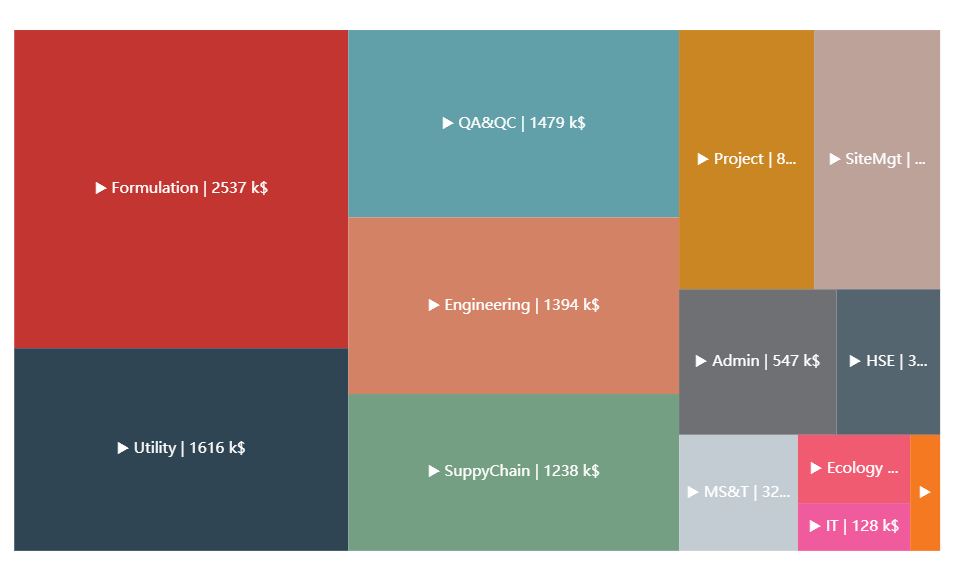 ▶ Formulation | 2537 k$
▶ Utility | 1616 k$
▶ QA&QC | 1479 k$
▶ Engineering | 1394 k$
▶ SuppyChain | 1238 k$
▶ Project | 8...
▶ SiteMgt | ...
▶ Admin | 547 k$
▶ HSE | 3...
▶ MS&T | 32...
▶ Ecology ...
▶ IT | 128 k$
▶